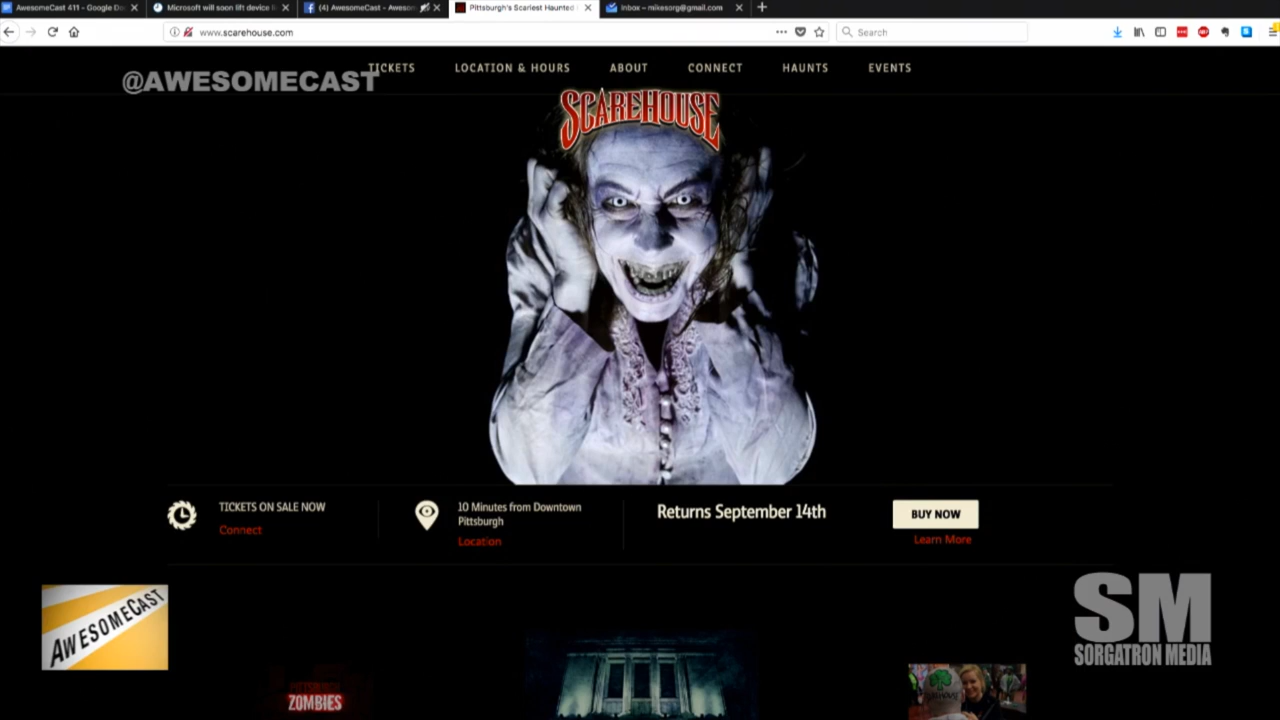 AwesomeCast 411 - Google Do
Microsoft will soon lift device l
(4) AwesomeCast - Aweson
Pittsburgh's Scariest Haunted
Inbox – mikesorg@gmail.com
www.scarehouse.com
Search
@AWESOMECAST
TICKETS
LOCATION & HOURS
ABOUT
CONNECT
HAUNTS
EVENTS
SCAREHOUSE
TICKETS ON SALE NOW
Connect
10 Minutes from Downtown
Pittsburgh
Location
Returns September 14th
BUY NOW
Learn More
AWESOMECAST
SM
SORGATRON MEDIA
ZOMBIES